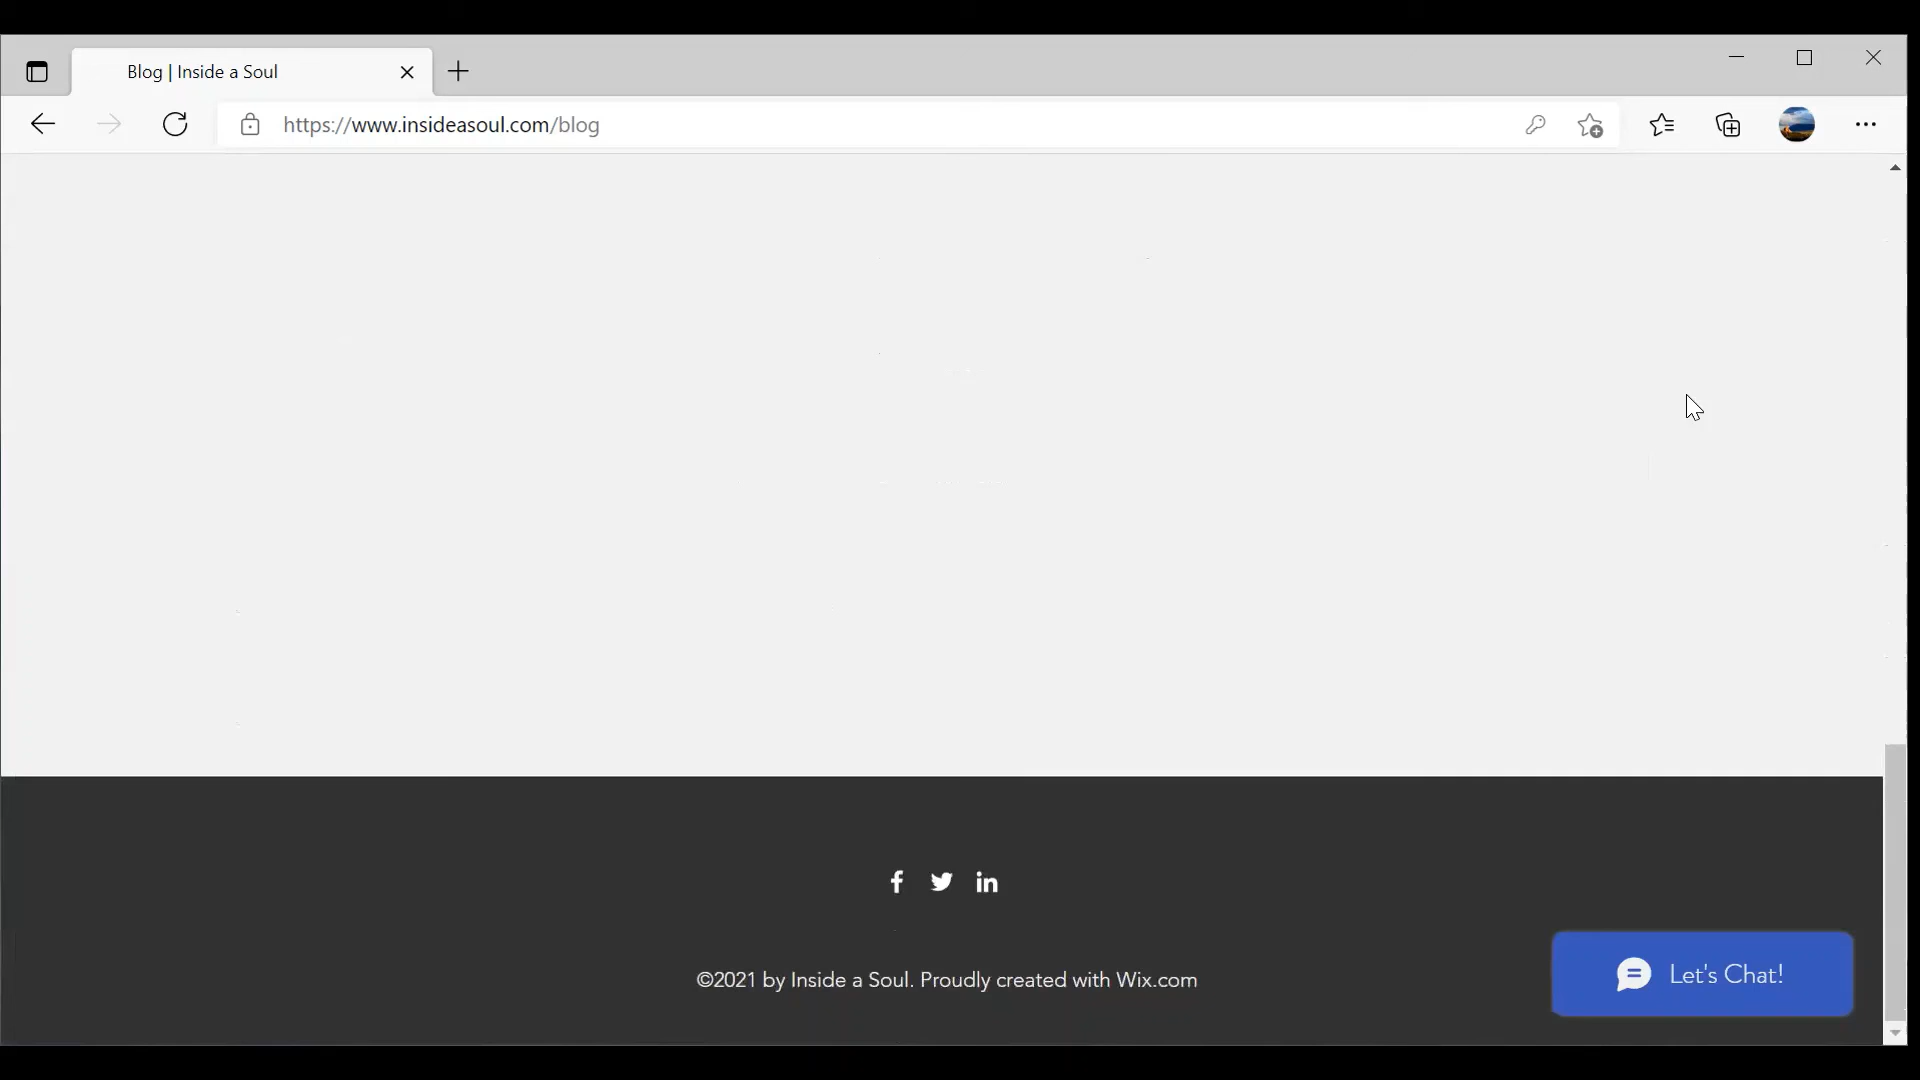 Blog | Inside a Soul
https://www.insideasoul.com/blog
©2021 by Inside a Soul. Proudly created with Wix.com
Let's Chat!